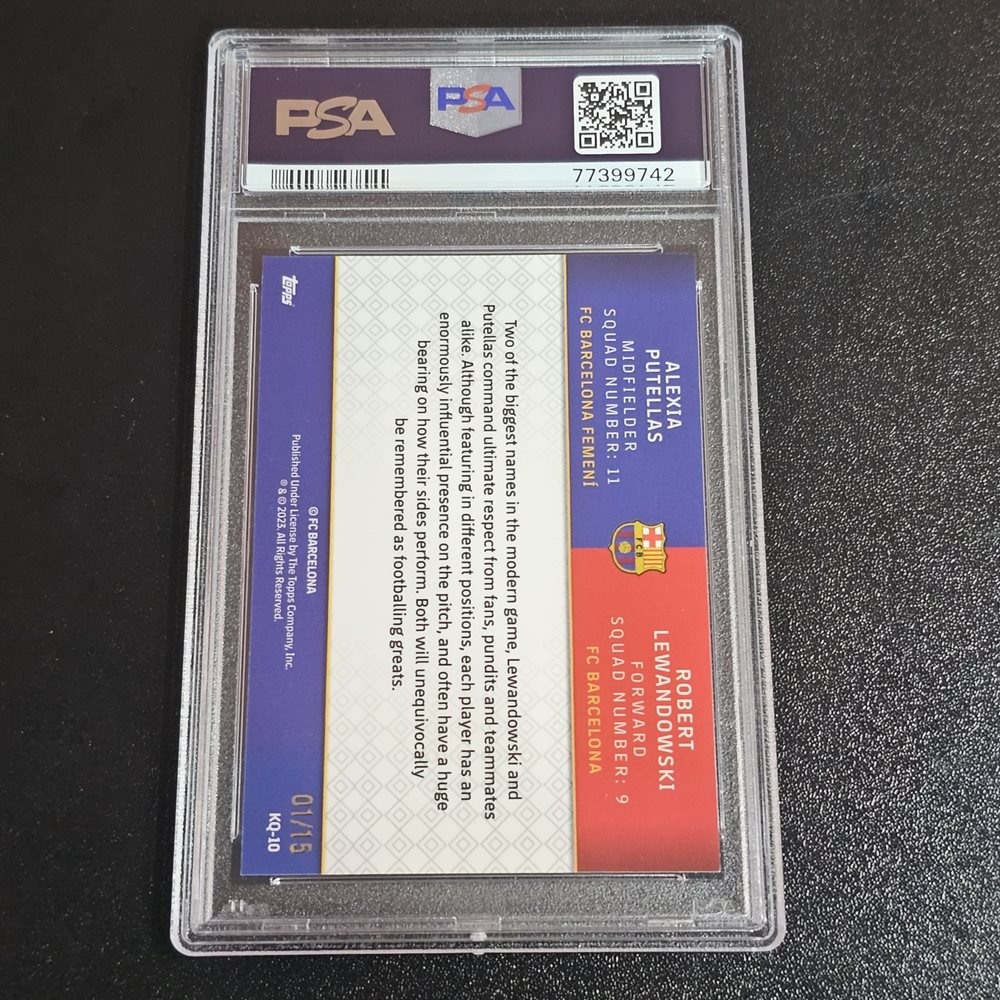 PSA
PSA
77399742
ALEXIA
PUTELLAS
MIDFIELDER
SQUAD NUMBER: 11
FC BARCELONA FEMENÍ
FCB
ROBERT
LEWANDOWSKI
FORWARD
SQUAD NUMBER: 9
FC BARCELONA
Two of the biggest names in the modern game, Lewandowski and
Putellas command ultimate respect from fans, pundits and teammates
alike. Although featuring in different positions, each player has an
enormously influential presence on the pitch, and often have a huge
bearing on how their sides perform. Both will unequivocally
be remembered as footballing greats.
topps
© FC BARCELONA
Published Under License by The Topps Company, Inc.
® & © 2023. All Rights Reserved.
01/15
KQ-10